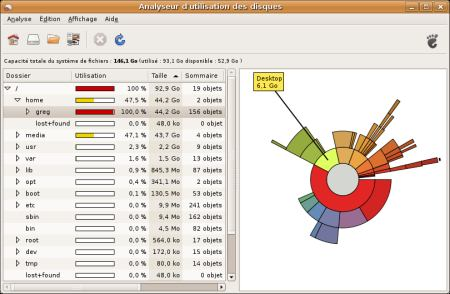 Analyseur d'utilisation des disques
Analyse Edition Affichage Aide
Capacité totale du système de fichiers : 146,1 Go (utilisé : 93,1 Go disponible : 52,9 Go )
Dossier Utilisation Taille Sommaire
/ 100 % 92,9 Go 19 objets
home 47,5 % 44,2 Go 2 objets
greg 100,0 % 44,2 Go 156 objets
lost+found 0,0 % 48,0 ko 0 objet
media 47,1 % 43,7 Go 4 objets
usr 2,3 % 2,2 Go 9 objets
var 1,6 % 1,5 Go 13 objets
lib 0,9 % 845,3 Mo 87 objets
opt 0,4 % 341,1 Mo 2 objets
boot 0,1 % 130,5 Mo 53 objets
etc 0,0 % 9,9 Mo 241 objets
sbin 0,0 % 9,4 Mo 162 objets
bin 0,0 % 4,5 Mo 82 objets
root 0,0 % 564,0 ko 17 objets
dev 0,0 % 172,0 ko 15 objets
tmp 0,0 % 80,0 ko 14 objets
lost+found 0,0 % 48,0 ko 0 objet
Desktop
6,1 Go